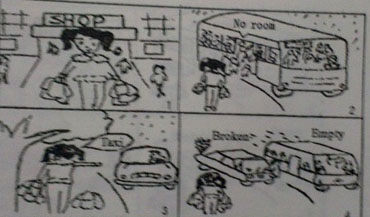 SHOP
1
No room
2
Taxi
3
Broken
Empty
4